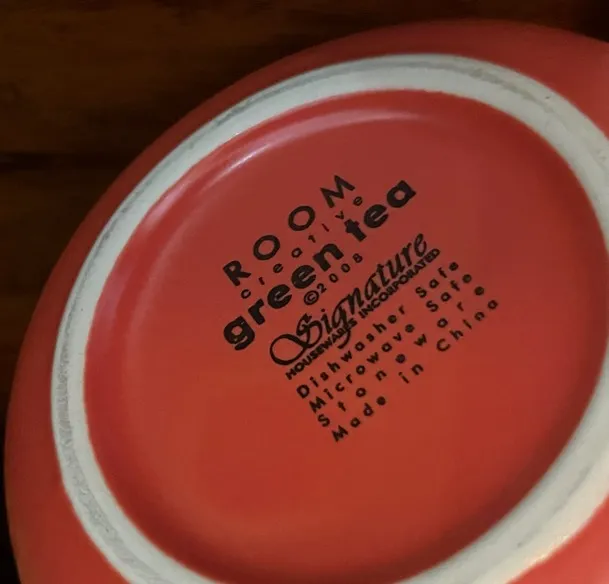 ROOM
creative
green tea
©2008
Signature
HOUSEWARES INCORPORATED
Dishwasher Safe
Microwave Safe
Stoneware
Made in China